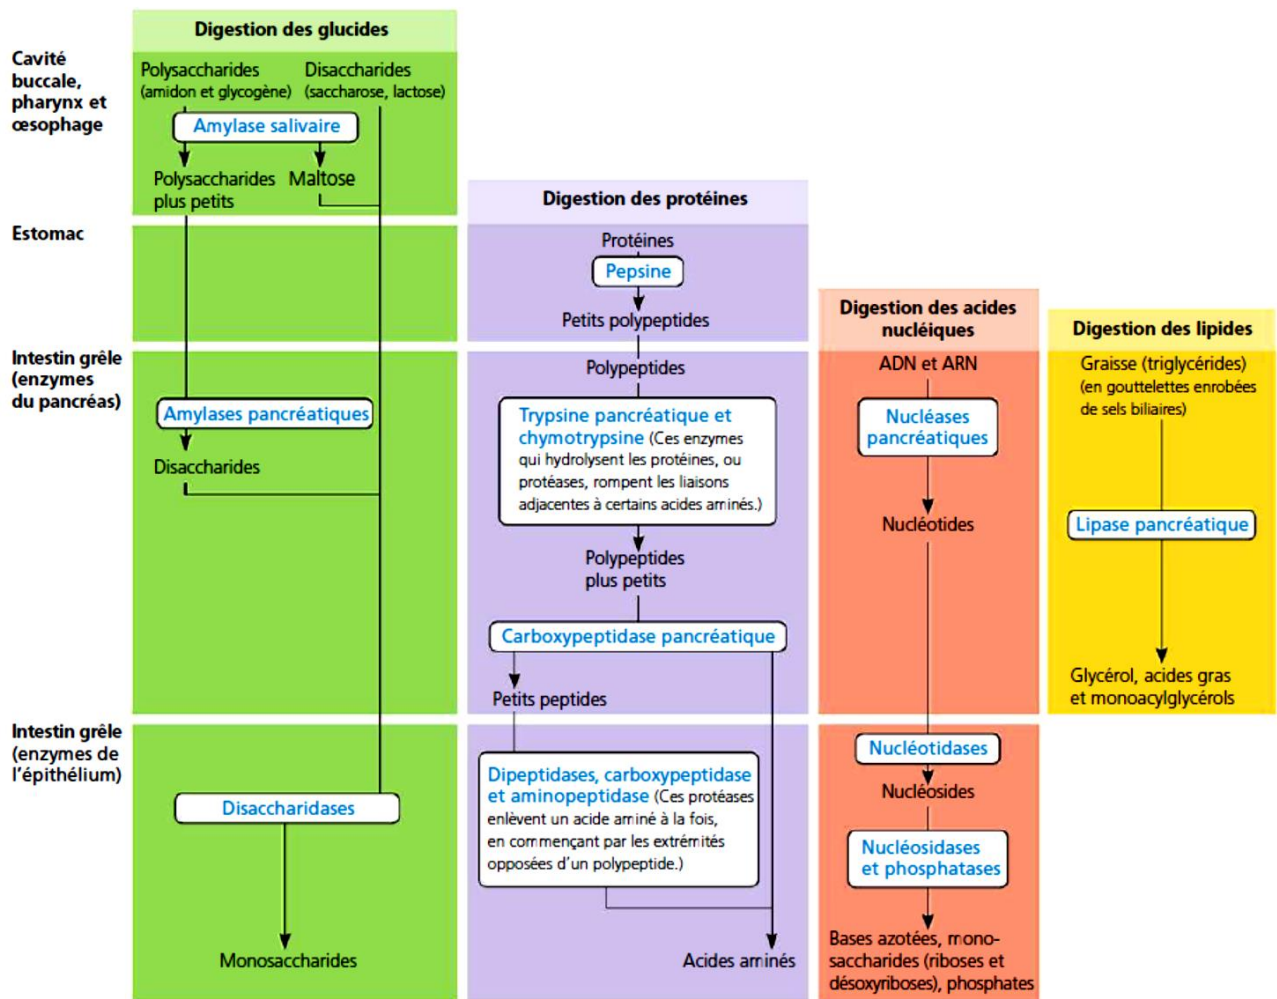 Digestion des glucides
Cavité
buccale,
pharynx et
œsophage
Polysaccharides
(amidon et glycogène)
Disaccharides
(saccharose, lactose)
Amylase salivaire
Polysaccharides
plus petits
Maltose
Digestion des protéines
Estomac
Protéines
Pepsine
Petits polypeptides
Digestion des acides
nucléiques
Digestion des lipides
Intestin grêle
(enzymes
du pancréas)
Polypeptides
ADN et ARN
Graisse (triglycérides)
(en gouttelettes enrobées
de sels biliaires)
Amylases pancréatiques
Disaccharides
Trypsine pancréatique et
chymotrypsine (Ces enzymes
qui hydrolysent les protéines, ou
protéases, rompent les liaisons
adjacentes à certains acides aminés.)
Nucléases
pancréatiques
Nucléotides
Lipase pancréatique
Polypeptides
plus petits
Carboxypeptidase pancréatique
Petits peptides
Glycérol, acides gras
et monoacylglycérols
Intestin grêle
(enzymes de
l'épithélium)
Disaccharidases
Monosaccharides
Dipeptidases, carboxypeptidase
et aminopeptidase (Ces protéases
enlèvent un acide aminé à la fois,
en commençant par les extrémités
opposées d'un polypeptide.)
Acides aminés
Nucléotidases
Nucléosides
Nucléosidases
et phosphatases
Bases azotées, mono-
saccharides (riboses et
désoxyriboses), phosphates